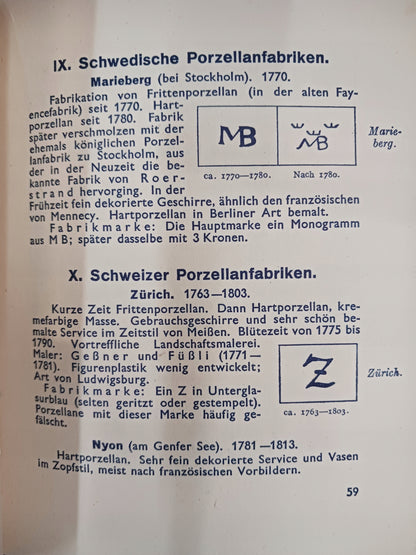 IX. Schwedische Porzellanfabriken.
Marieberg (bei Stockholm). 1770.
Fabrikation von Frittenporzellan (in der alten Fay-
encefabrik) seit 1770. Hart-
porzellan seit 1780. Fabrik
später verschmolzen mit der
ehemals königlichen Porzel-
lanfabrik zu Stockholm, aus
der in der Neuzeit die be-
kannte Fabrik von Roer-
strand hervorging. In der
Frühzeit fein dekorierte Geschirre, ähnlich den französischen
von Mennecy. Hartporzellan in Berliner Art bemalt.
Fabrikmarke: Die Hauptmarke ein Monogramm
aus M B; später dasselbe mit 3 Kronen.
MB
MB
ca. 1770—1780.
Nach 1780.
Marie-
berg.
X. Schweizer Porzellanfabriken.
Zürich. 1763—1803.
Kurze Zeit Frittenporzellan. Dann Hartporzellan, kre-
mefarbige Masse. Gebrauchsgeschirre und sehr schön be-
malte Service im Zeitstil von Meißen. Blütezeit von 1775 bis
1790. Vortreffliche Landschaftsmalerei.
Maler: Geßner und Füßli (1771—
1781). Figurenplastik wenig entwickelt;
Art von Ludwigsburg.
Fabrikmarke: Ein Z in Untergla-
surblau (selten geritzt oder gestempelt).
Porzellane mit dieser Marke häufig ge-
fälscht.
Z
ca. 1763—1803.
Zürich.
Nyon (am Genfer See). 1781—1813.
Hartporzellan. Sehr fein dekorierte Service und Vasen
im Zopfstil, meist nach französischen Vorbildern.
59